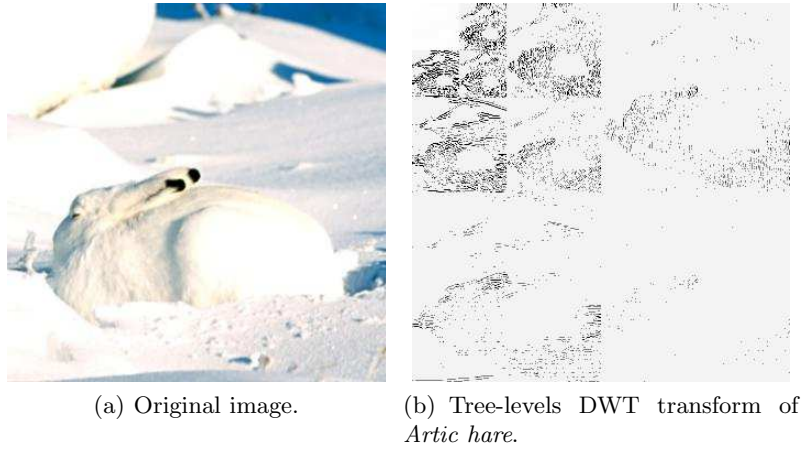 (a) Original image.
(b) Tree-levels DWT transform of
Artic hare.